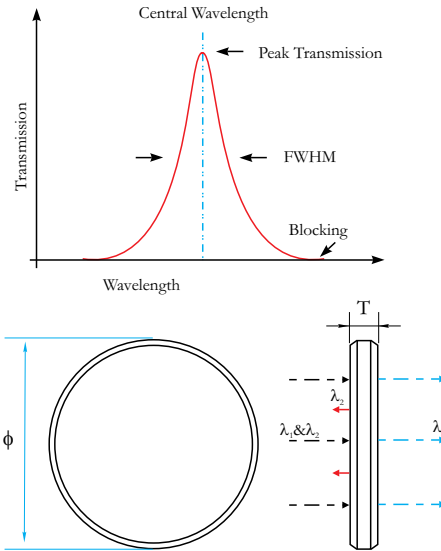 Central Wavelength
Peak Transmission
Transmission
FWHM
Blocking
Wavelength
T
λ₂
λ₁&λ₂
λ
ϕ